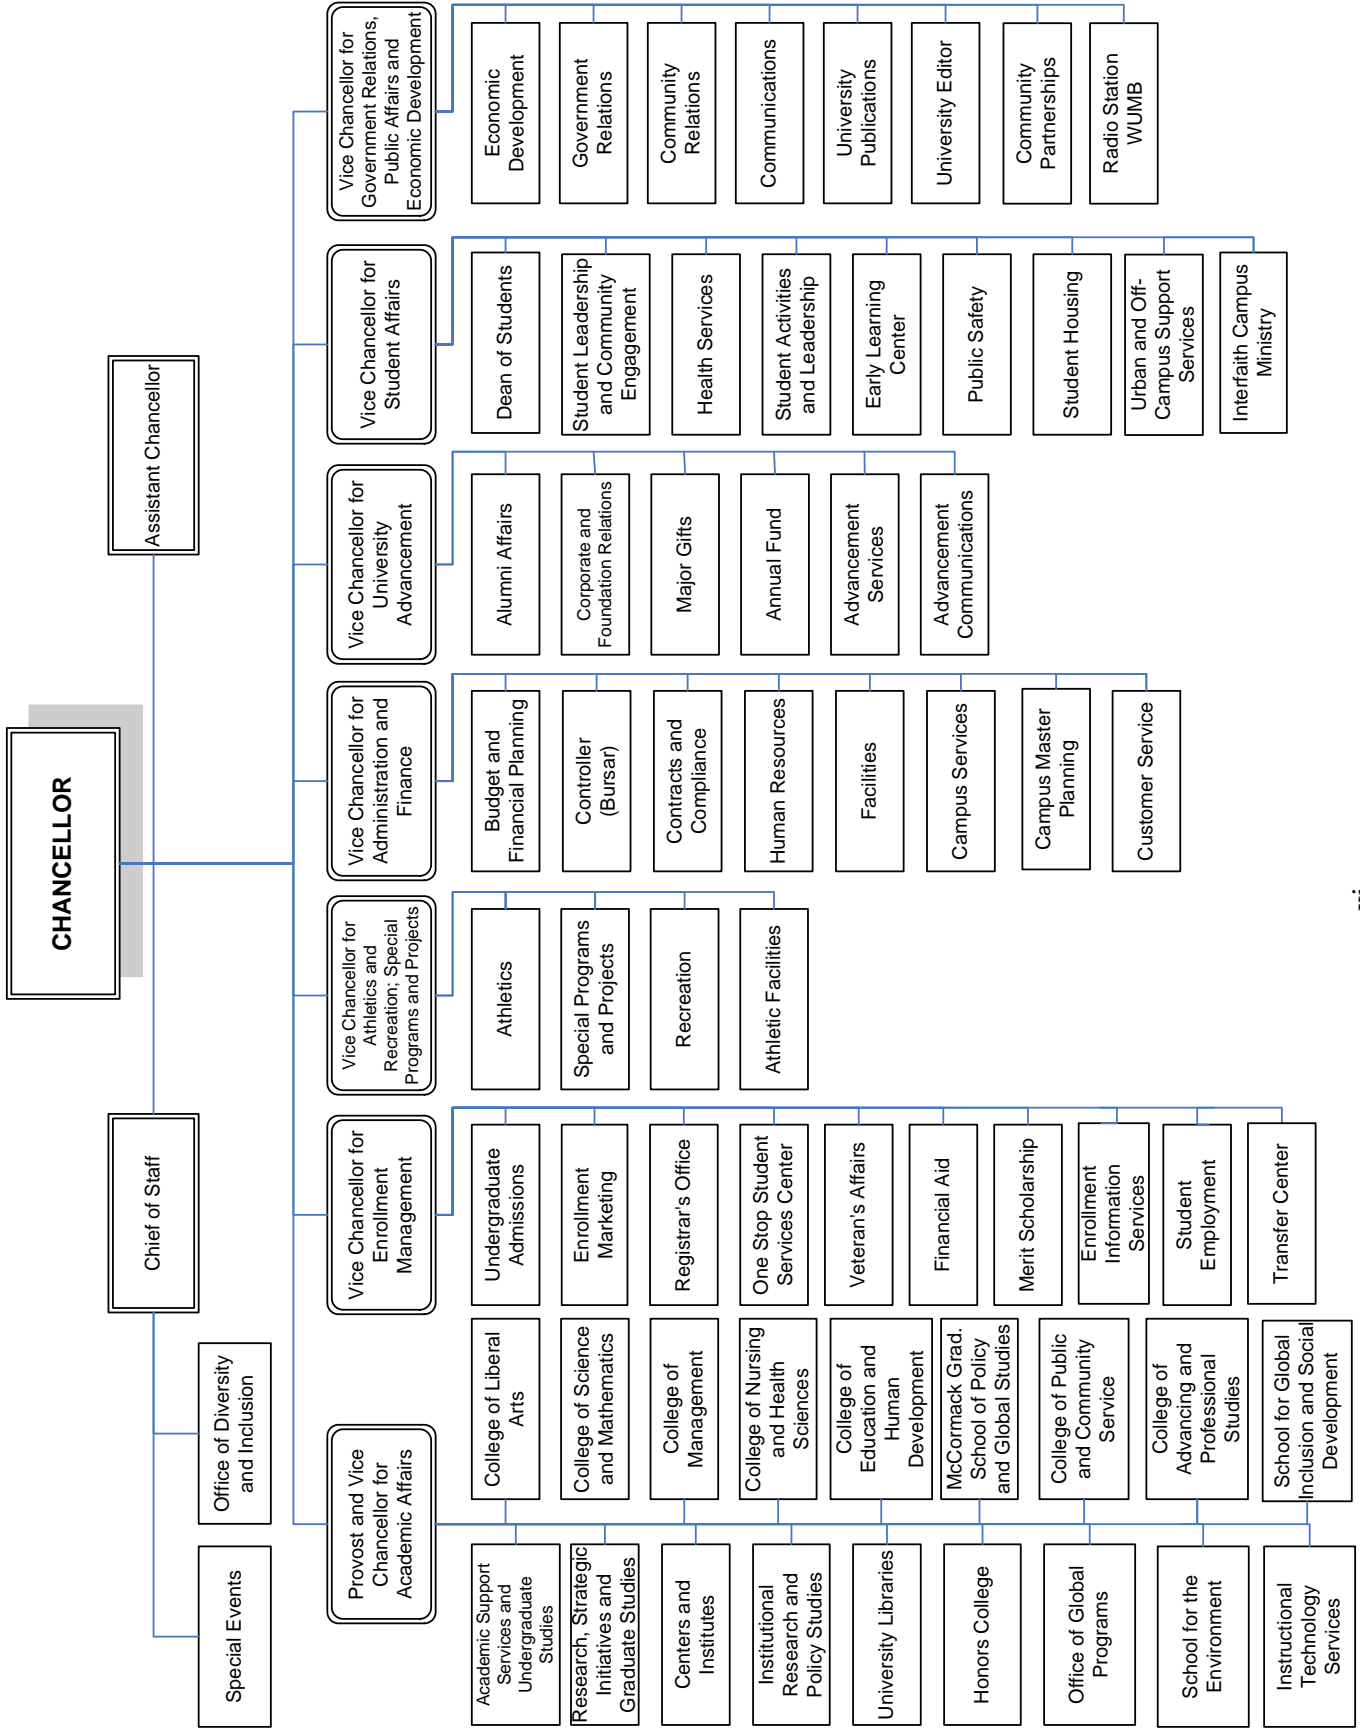 CHANCELLOR
Chief of Staff
Assistant Chancellor
Special Events
Office of Diversity
and Inclusion
Provost and Vice
Chancellor for
Academic Affairs
Academic Support
Services and
Undergraduate
Studies
Research, Strategic
Initiatives and
Graduate Studies
Centers and
Institutes
Institutional
Research and
Policy Studies
University Libraries
Honors College
Office of Global
Programs
School for the
Environment
Instructional
Technology
Services
College of Liberal
Arts
College of Science
and Mathematics
College of
Management
College of Nursing
and Health
Sciences
College of
Education and
Human
Development
McCormack Grad.
School of Policy
and Global Studies
College of Public
and Community
Service
College of
Advancing and
Professional
Studies
School for Global
Inclusion and Social
Development
Vice Chancellor for
Enrollment
Management
Undergraduate
Admissions
Enrollment
Marketing
Registrar's Office
One Stop Student
Services Center
Veteran's Affairs
Financial Aid
Merit Scholarship
Enrollment
Information
Services
Student
Employment
Transfer Center
Vice Chancellor for
Athletics and
Recreation; Special
Programs and Projects
Athletics
Special Programs
and Projects
Recreation
Athletic Facilities
Vice Chancellor for
Administration and
Finance
Budget and
Financial Planning
Controller
(Bursar)
Contracts and
Compliance
Human Resources
Facilities
Campus Services
Campus Master
Planning
Customer Service
Vice Chancellor for
University
Advancement
Alumni Affairs
Corporate and
Foundation Relations
Major Gifts
Annual Fund
Advancement
Services
Advancement
Communications
Vice Chancellor for
Student Affairs
Dean of Students
Student Leadership
and Community
Engagement
Health Services
Student Activities
and Leadership
Early Learning
Center
Public Safety
Student Housing
Urban and Off-
Campus Support
Services
Interfaith Campus
Ministry
Vice Chancellor for
Government Relations,
Public Affairs and
Economic Development
Economic
Development
Government
Relations
Community
Relations
Communications
University
Publications
University Editor
Community
Partnerships
Radio Station
WUMB